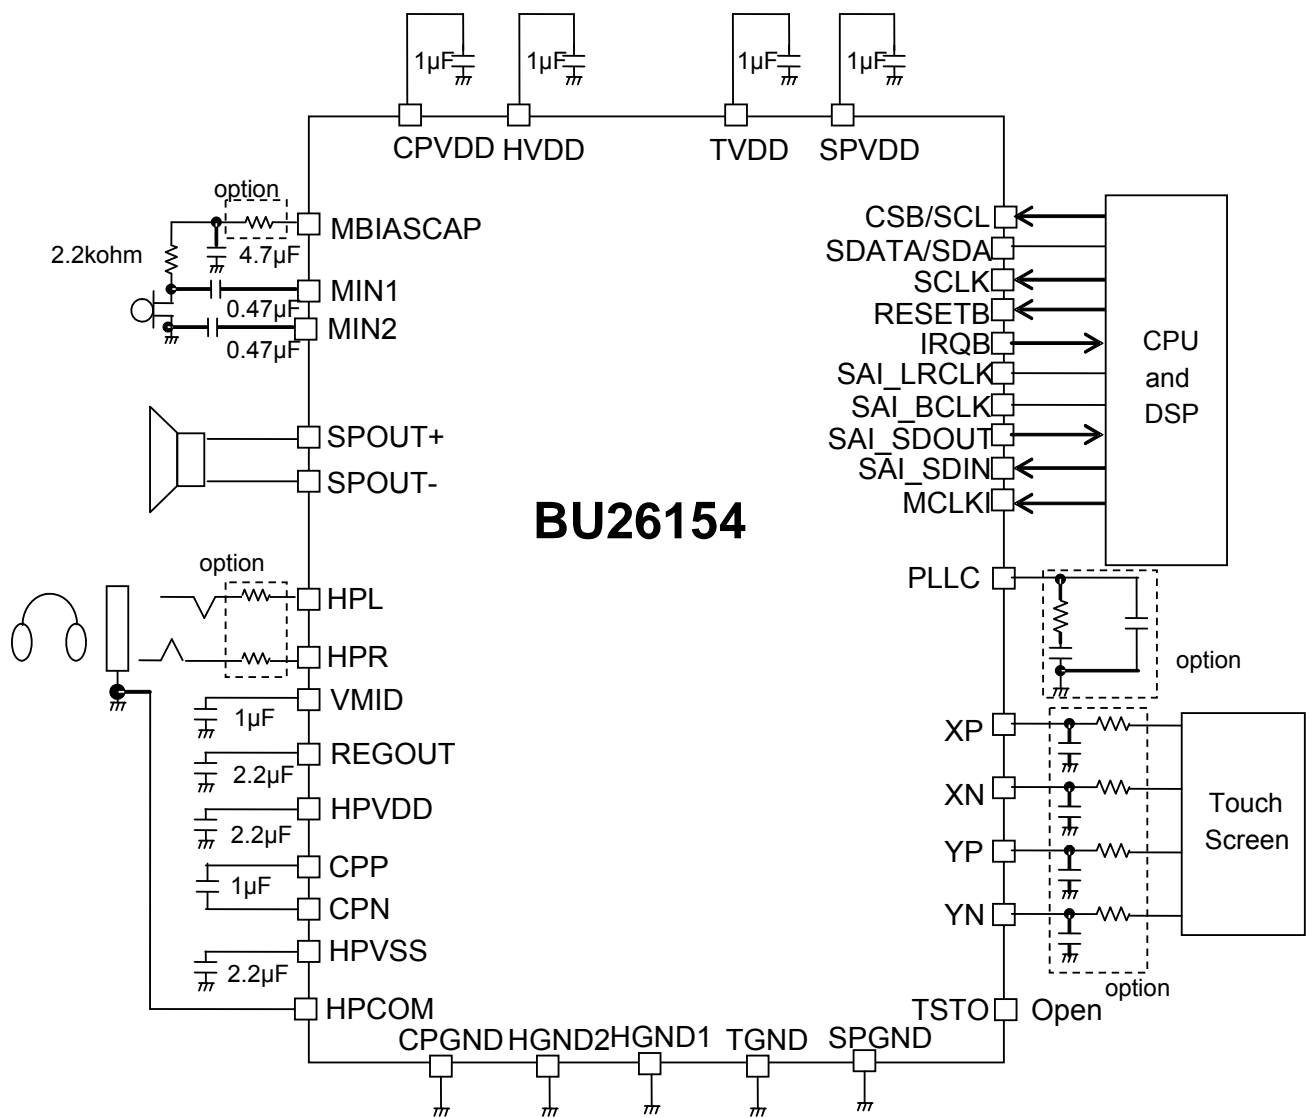 1µF
1µF
1µF
1µF
CPVDD
HVDD
TVDD
SPVDD
option
MBIASCAP
2.2kohm
4.7µF
MIN1
0.47µF
MIN2
0.47µF
SPOUT+
SPOUT-
BU26154
option
HPL
HPR
VMID
1µF
REGOUT
2.2µF
HPVDD
2.2µF
CPP
1µF
CPN
HPVSS
2.2µF
HPCOM
CSB/SCL
SDATA/SDA
SCLK
RESETB
IRQB
SAI_LRCLK
SAI_BCLK
SAI_SDOUT
SAI_SDIN
MCLKI
CPU
and
DSP
PLLC
option
XP
XN
YP
YN
Touch
Screen
option
TSTO
Open
CPGND
HGND2
HGND1
TGND
SPGND